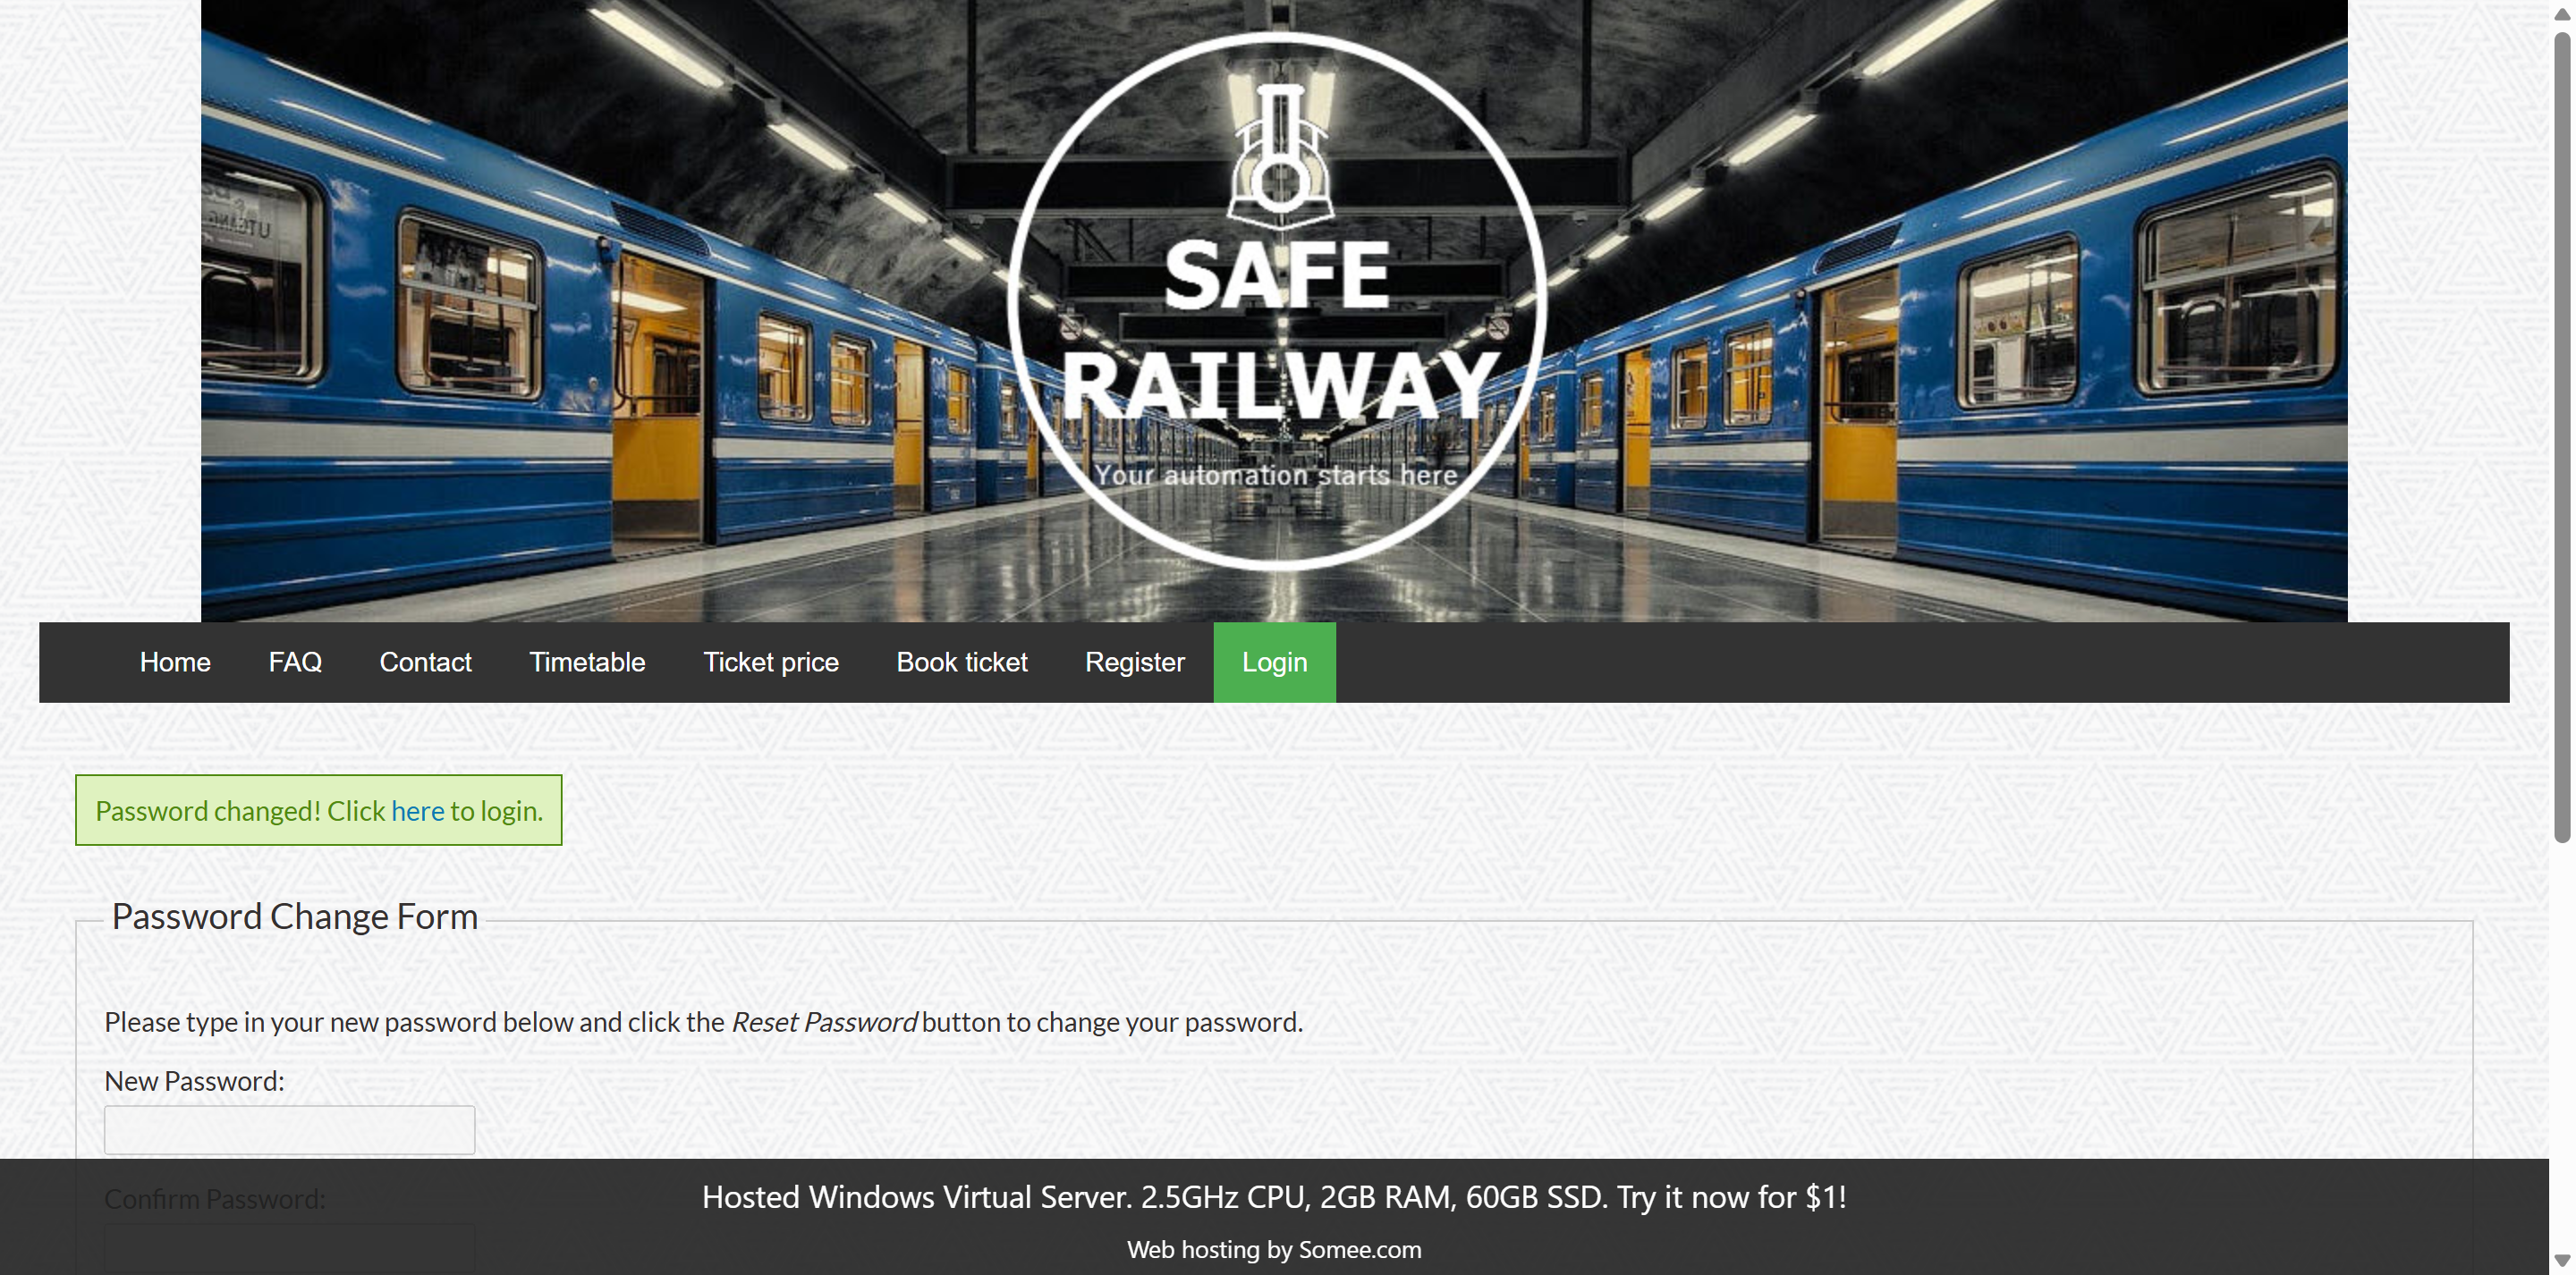 SAFE
RAILWAY
Your automation starts here
Home FAQ Contact Timetable Ticket price Book ticket Register Login
Password changed! Click here to login.
Password Change Form
Please type in your new password below and click the Reset Password button to change your password.
New Password:
Confirm Password:
Hosted Windows Virtual Server. 2.5GHz CPU, 2GB RAM, 60GB SSD. Try it now for $1!
Web hosting by Somee.com